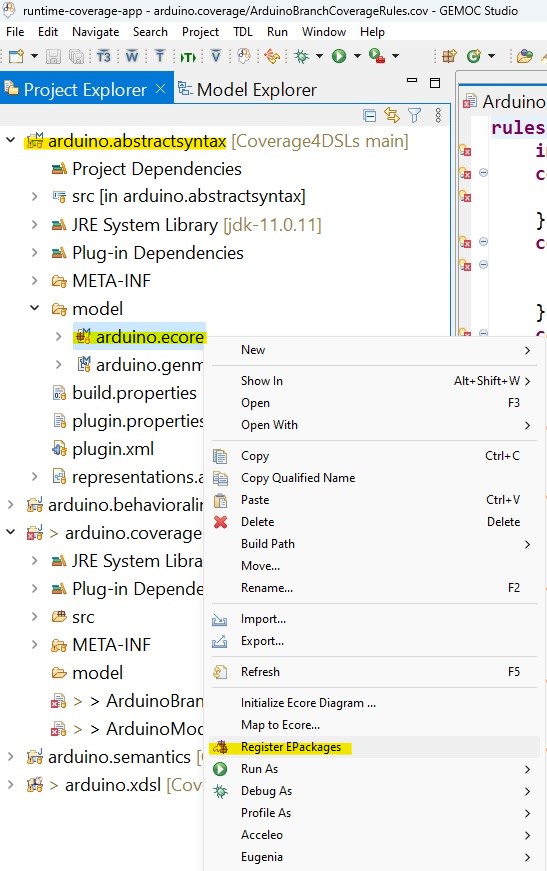 runtime-coverage-app - arduino.coverage/ArduinoBranchCoverageRules.cov - GEMOC Studio
File Edit Navigate Search Project TDL Run Window Help
T3 W X T V
Project Explorer Model Explorer
arduino.abstractsyntax [Coverage4DSLs main]
Project Dependencies
src [in arduino.abstractsyntax]
JRE System Library [jdk-11.0.11]
Plug-in Dependencies
META-INF
model
arduino.ecore
arduino.genm
build.properties
plugin.properties
plugin.xml
representations.a
arduino.behavioralin
> arduino.coverage
JRE System Libra
Plug-in Depende
src
META-INF
model
> > ArduinoBran
> > ArduinoMod
arduino.semantics [
> arduino.xdsl [Cov
Arduino
rules
in
co
}
co
}
New
Show In Alt+Shift+W >
Open F3
Open With
Copy Ctrl+C
Copy Qualified Name
Paste Ctrl+V
Delete Delete
Build Path
Move...
Rename... F2
Import...
Export...
Refresh F5
Initialize Ecore Diagram ...
Map to Ecore...
Register EPackages
Run As
Debug As
Profile As
Acceleo
Eugenia